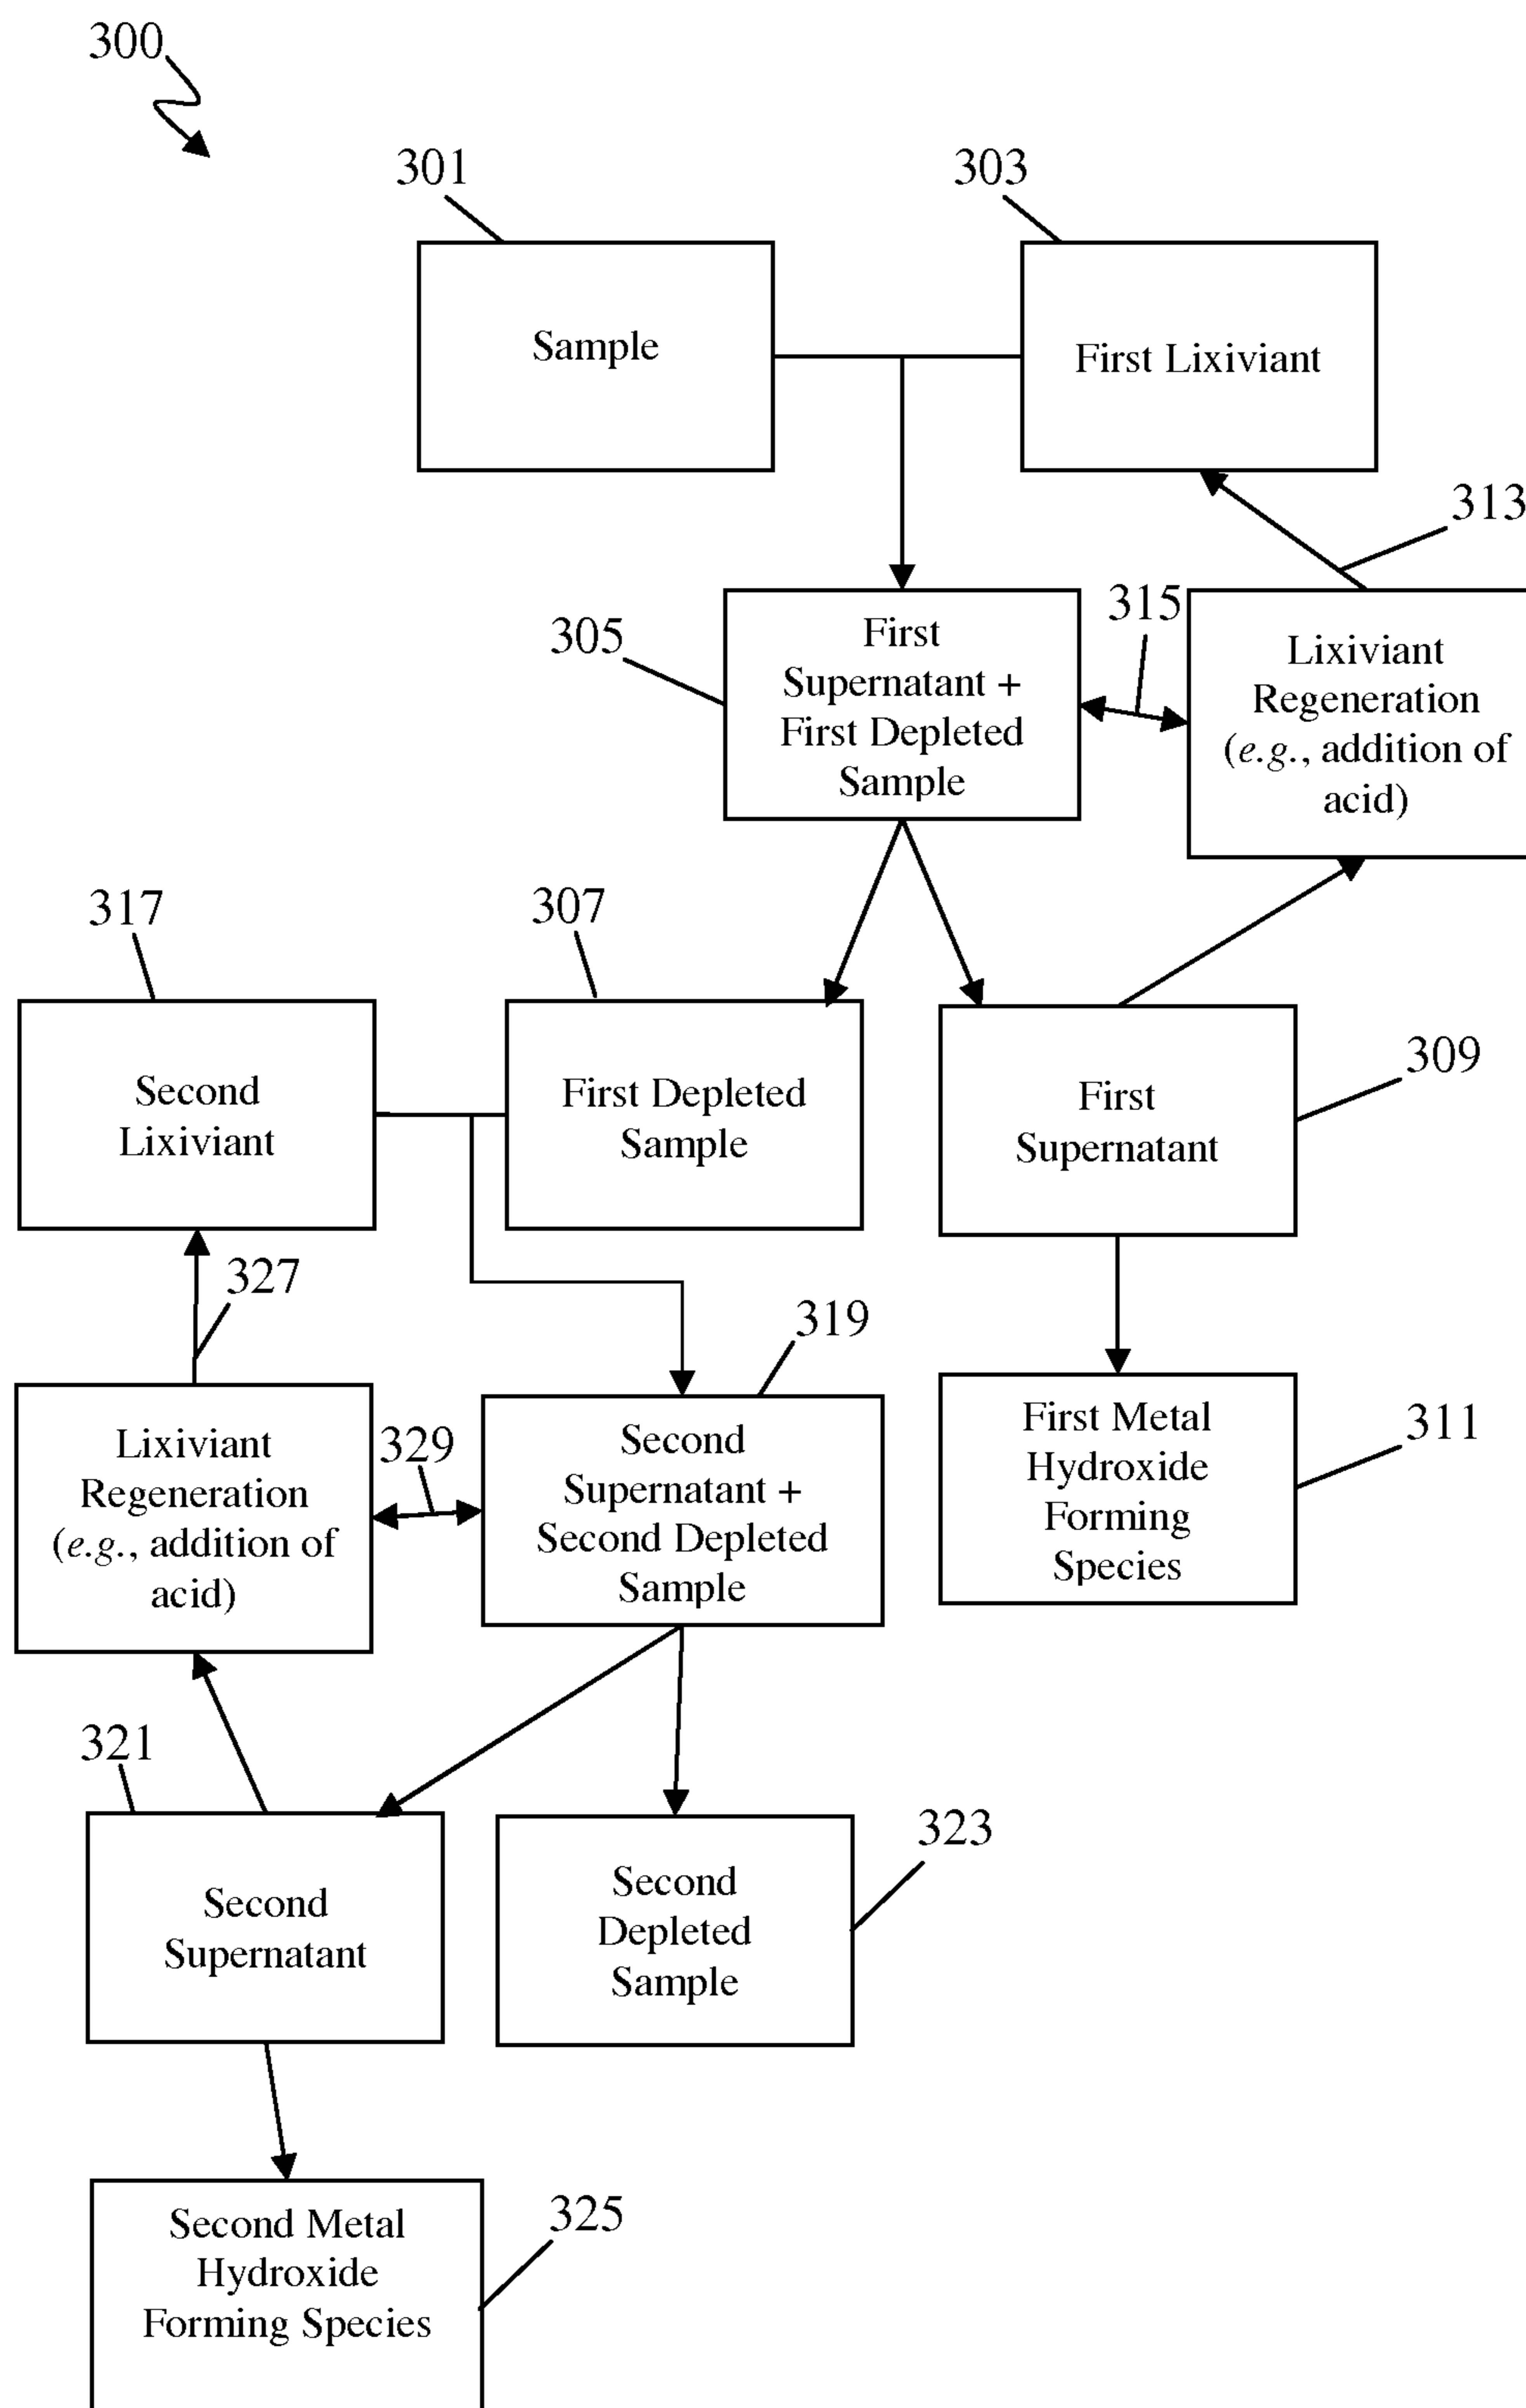 300
301
303
Sample
First Lixiviant
313
315
305
First
Supernatant +
First Depleted
Sample
Lixiviant
Regeneration
(e.g., addition of
acid)
317
307
Second
Lixiviant
First Depleted
Sample
First
Supernatant
309
327
319
Lixiviant
Regeneration
(e.g., addition of
acid)
329
Second
Supernatant +
Second Depleted
Sample
First Metal
Hydroxide
Forming
Species
311
321
323
Second
Supernatant
Second
Depleted
Sample
325
Second Metal
Hydroxide
Forming Species